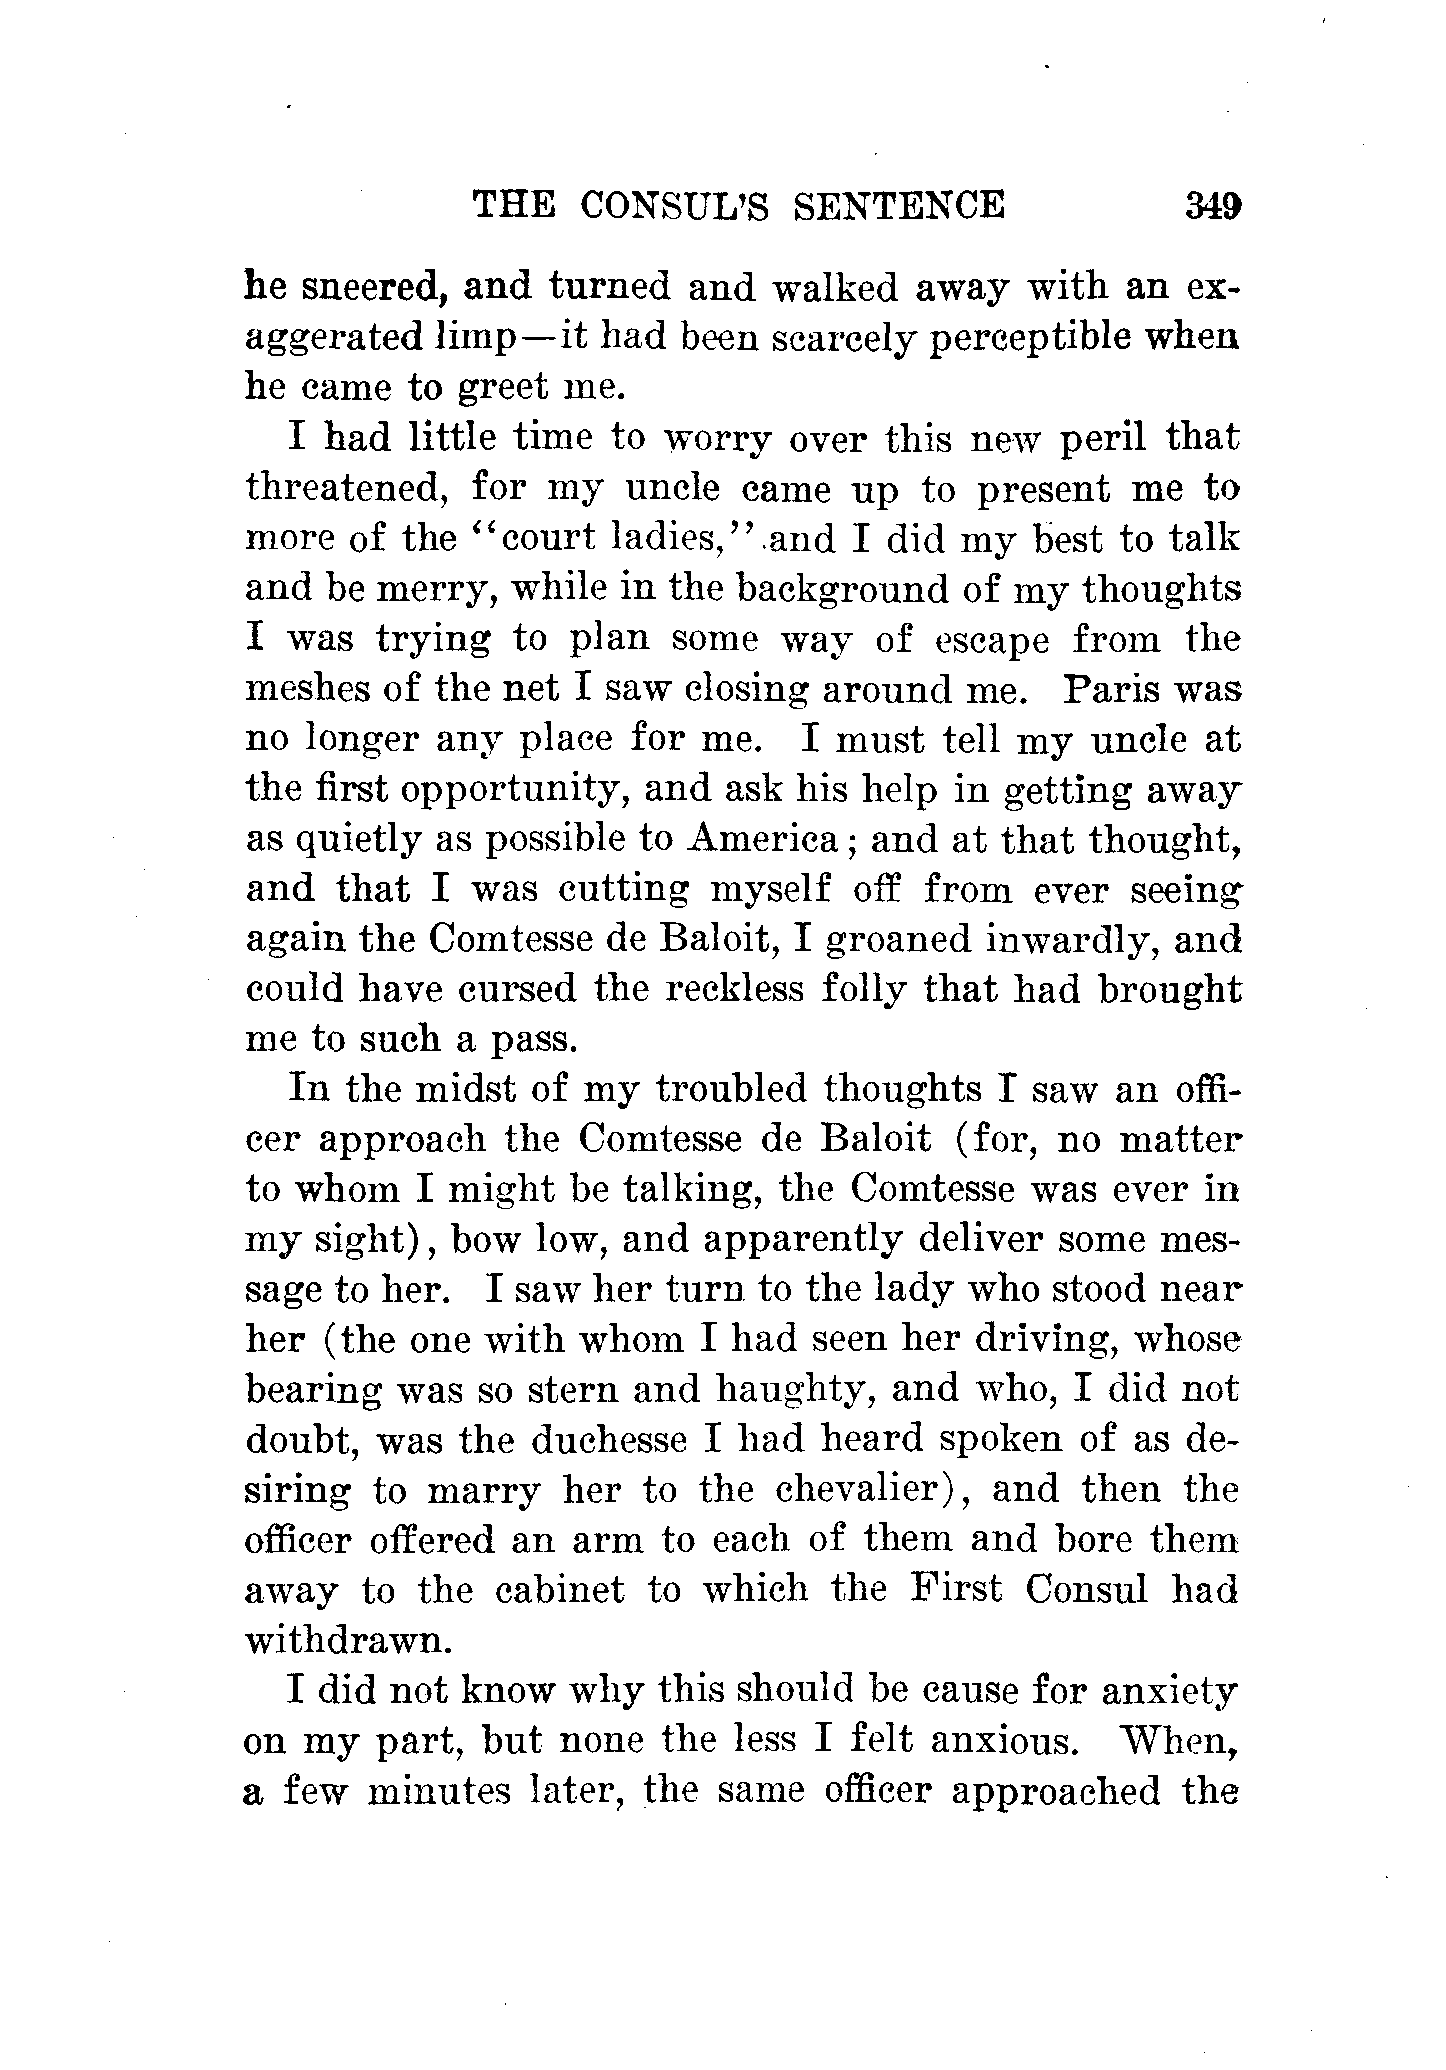 THE CONSUL'S SENTENCE 349
he sneered, and turned and walked away with an ex-
aggerated limp—it had been scarcely perceptible when
he came to greet me.
I had little time to worry over this new peril that
threatened, for my uncle came up to present me to
more of the "court ladies," and I did my best to talk
and be merry, while in the background of my thoughts
I was trying to plan some way of escape from the
meshes of the net I saw closing around me. Paris was
no longer any place for me. I must tell my uncle at
the first opportunity, and ask his help in getting away
as quietly as possible to America; and at that thought,
and that I was cutting myself off from ever seeing
again the Comtesse de Baloit, I groaned inwardly, and
could have cursed the reckless folly that had brought
me to such a pass.
In the midst of my troubled thoughts I saw an offi-
cer approach the Comtesse de Baloit (for, no matter
to whom I might be talking, the Comtesse was ever in
my sight), bow low, and apparently deliver some mes-
sage to her. I saw her turn to the lady who stood near
her (the one with whom I had seen her driving, whose
bearing was so stern and haughty, and who, I did not
doubt, was the duchesse I had heard spoken of as de-
siring to marry her to the chevalier), and then the
officer offered an arm to each of them and bore them
away to the cabinet to which the First Consul had
withdrawn.
I did not know why this should be cause for anxiety
on my part, but none the less I felt anxious. When,
a few minutes later, the same officer approached the